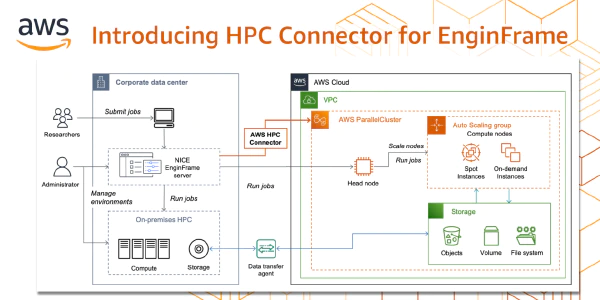 aws
Introducing HPC Connector for EnginFrame
Corporate data center
aws
AWS Cloud
VPC
Submit jobs
Researchers
AWS HPC
Connector
AWS ParallelCluster
Auto Scaling group
Compute nodes
NICE
EnginFrame
server
Scale nodes
Run jobs
Spot
Instances
On-demand
Instances
Administrator
Manage
environments
Run jobs
Run jobs
Head node
On-premises HPC
Storage
Compute
Storage
Data transfer
agent
Objects
Volume
File system